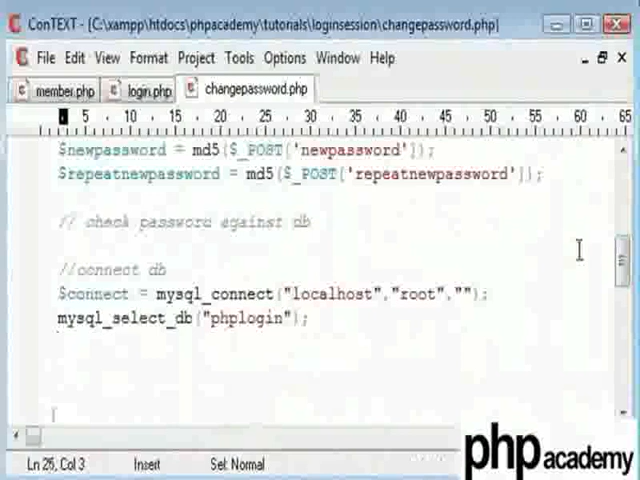 ConTEXT - [C:\xampp\htdocs\phpacademy\tutorials\loginsession\changepassword.php]
File Edit View Format Project Tools Options Window Help
member.php login.php changepassword.php
5 10 15 20 25 30 35 40 45 50 55 60 65
$newpassword = md5($_POST['newpassword']);
$repeatnewpassword = md5($_POST['repeatnewpassword']);
// check password against db
//connect db
$connect = mysql_connect("localhost","root","");
mysql_select_db("phplogin");
Ln 25, Col 3 Insert Sel: Normal
php academy